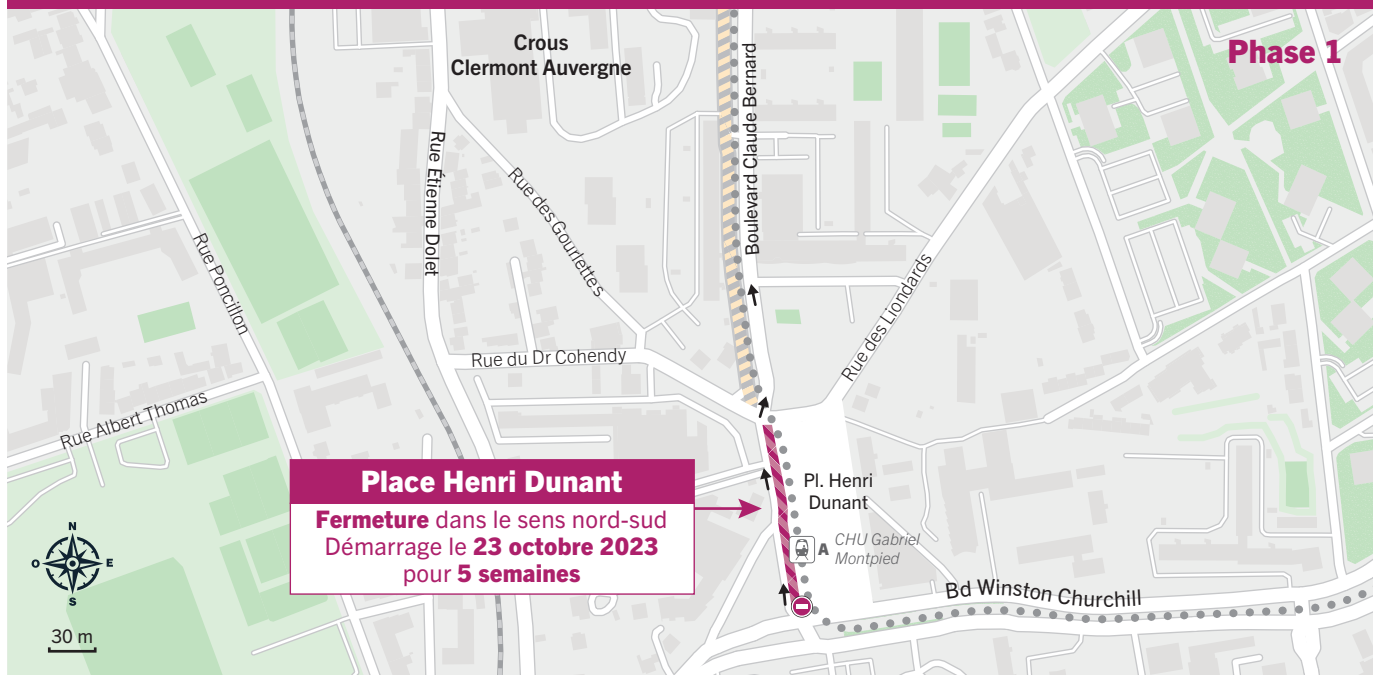 Phase 1
Crous
Clermont Auvergne
Boulevard Claude Bernard
Rue Étienne Dolet
Rue des Gourlettes
Rue Poncillon
Rue des Liondards
Rue du Dr Cohendy
Rue Albert Thomas
Place Henri Dunant
Fermeture dans le sens nord-sud
Démarrage le 23 octobre 2023
pour 5 semaines
Pl. Henri
Dunant
A
CHU Gabriel
Montpied
Bd Winston Churchill
N
O
E
S
30 m